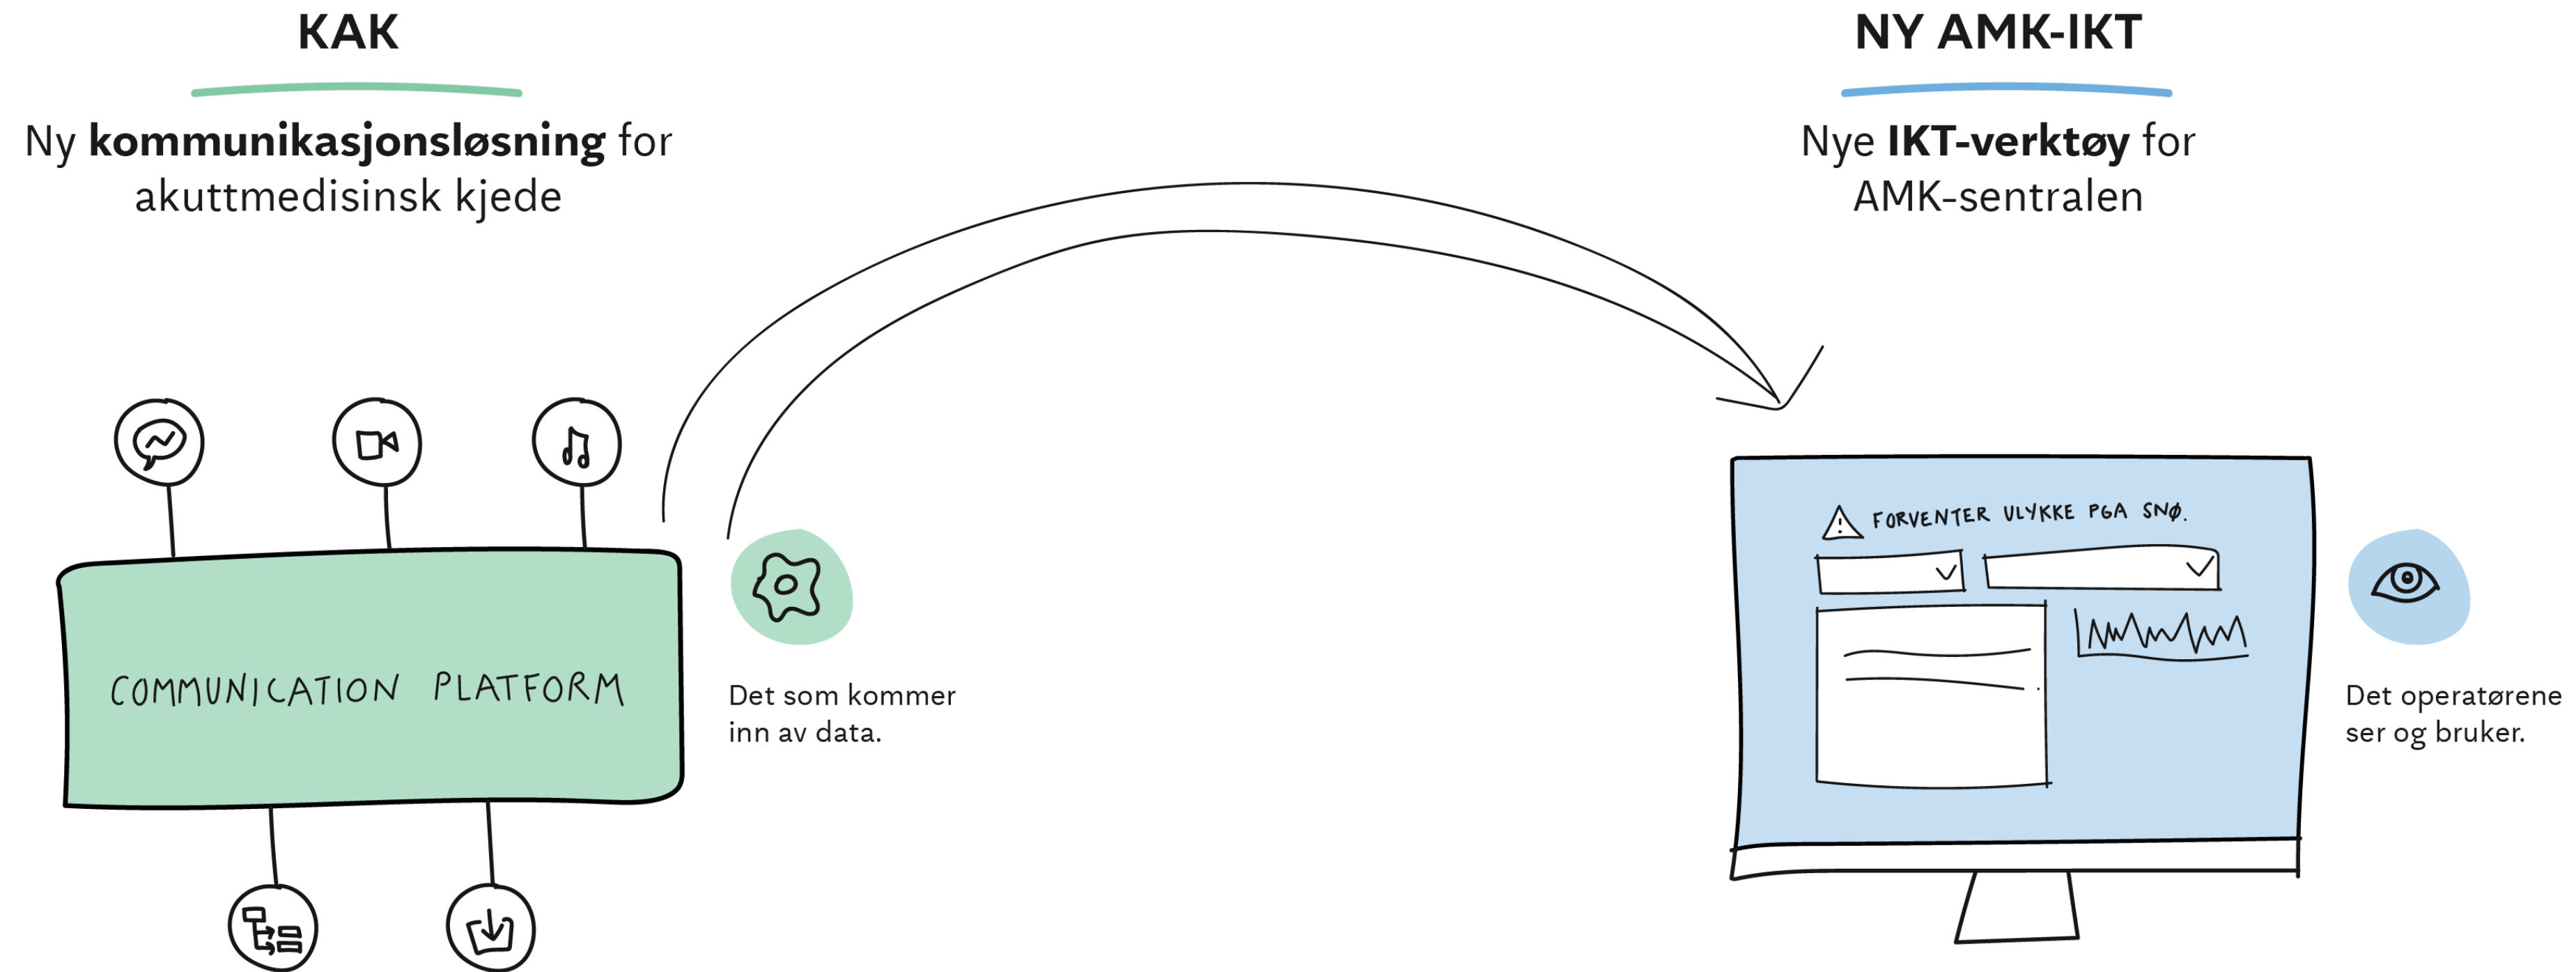 KAK
Ny kommunikasjonsløsning for
akuttmedisinsk kjede
NY AMK-IKT
Nye IKT-verktøy for
AMK-sentralen
COMMUNICATION PLATFORM
Det som kommer
inn av data.
FORVENTER ULYKKE PGA SNØ.
Det operatørene
ser og bruker.